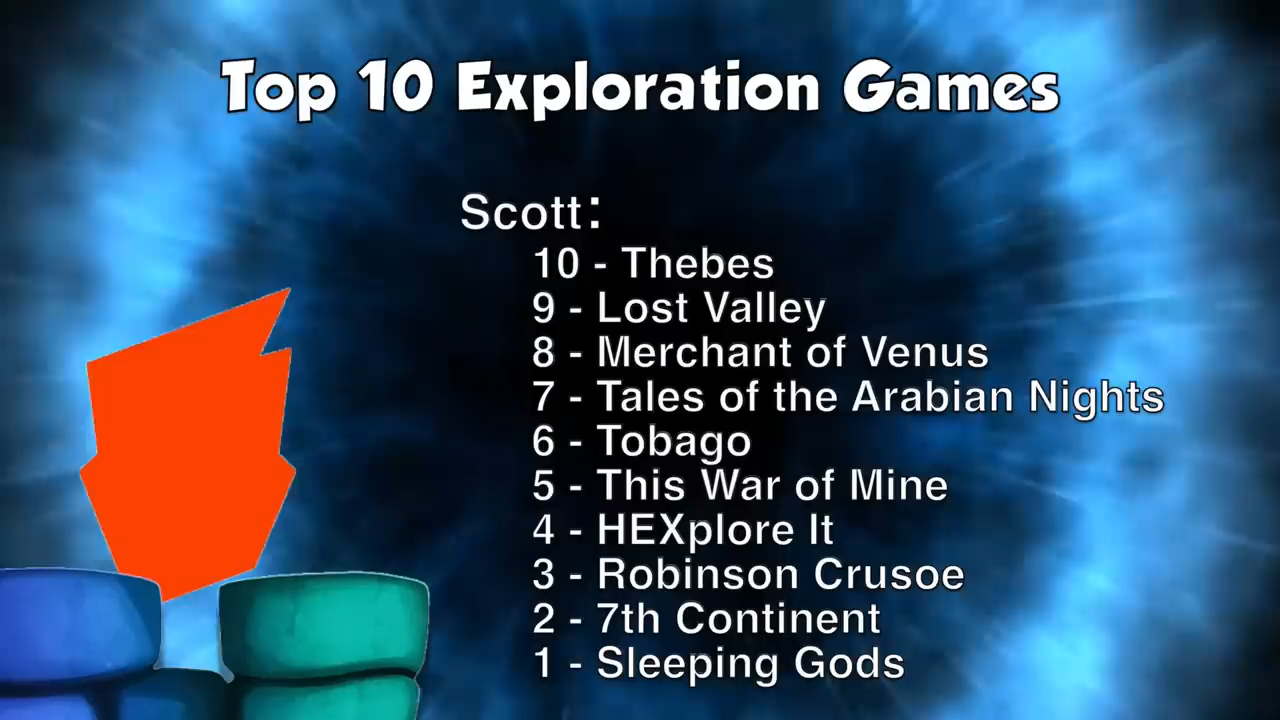 Top 10 Exploration Games
Scott:
10 - Thebes
9 - Lost Valley
8 - Merchant of Venus
7 - Tales of the Arabian Nights
6 - Tobago
5 - This War of Mine
4 - HEXplore It
3 - Robinson Crusoe
2 - 7th Continent
1 - Sleeping Gods